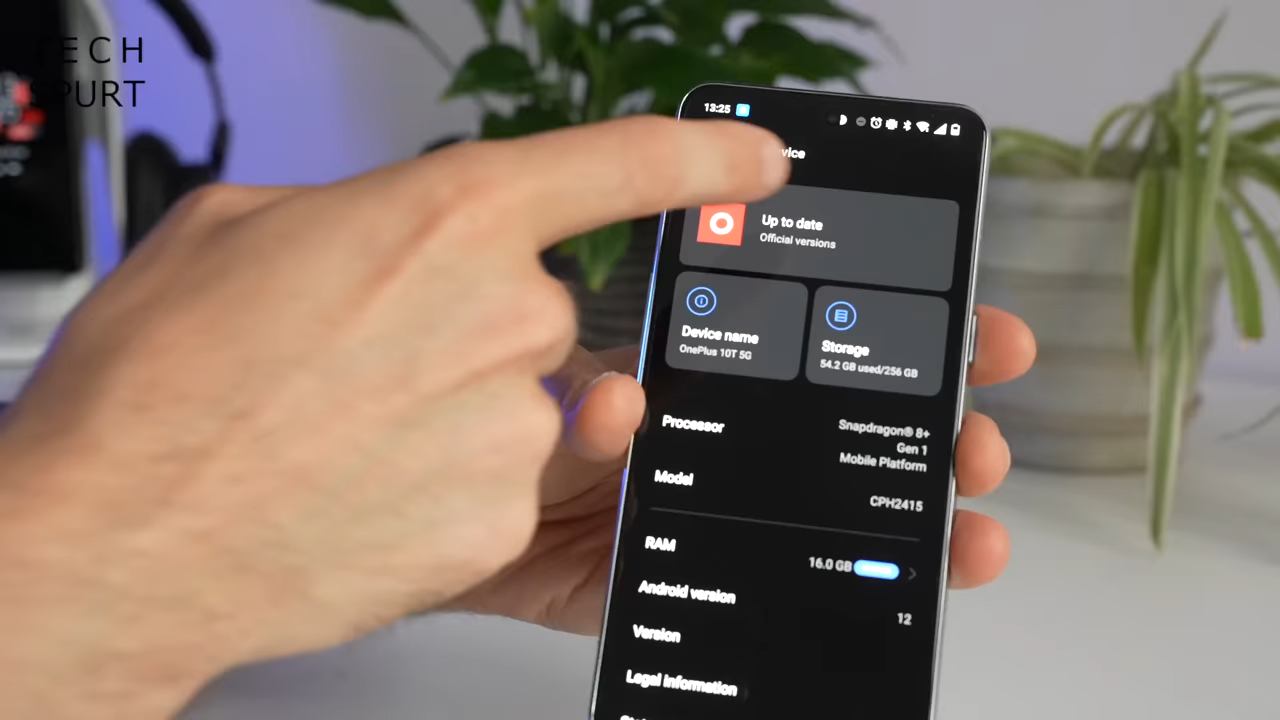 TECH
SPURT
13:25
Up to date
Official versions
Device name
OnePlus 10T 5G
Storage
54.2 GB used/256 GB
Processor
Snapdragon® 8+
Gen 1
Mobile Platform
Model
CPH2415
RAM
16.0 GB
Android version
12
Version
Legal information